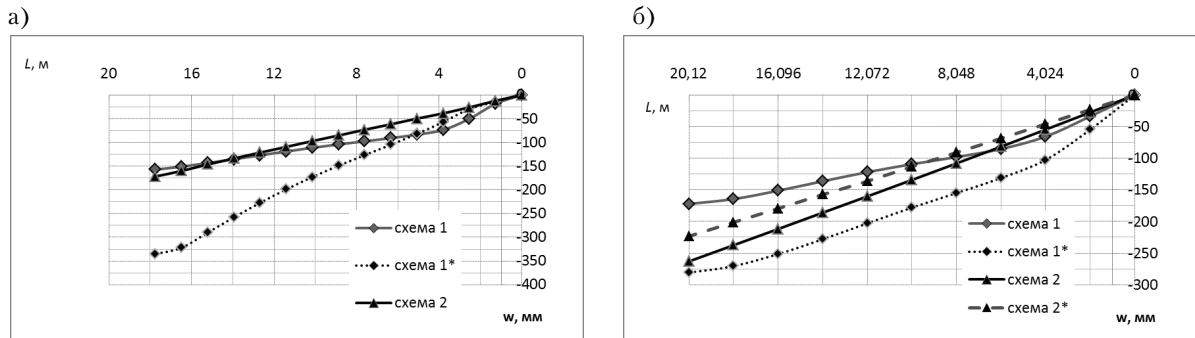 а)
L, м
20 16 12 8 4 0
-50
-100
-150
-200
-250
-300
-350
-400
схема 1
схема 1*
схема 2
w, мм
б)
20,12 16,096 12,072 8,048 4,024 0
L, м
-50
-100
-150
-200
-250
-300
схема 1
схема 1*
схема 2
схема 2*
w, мм